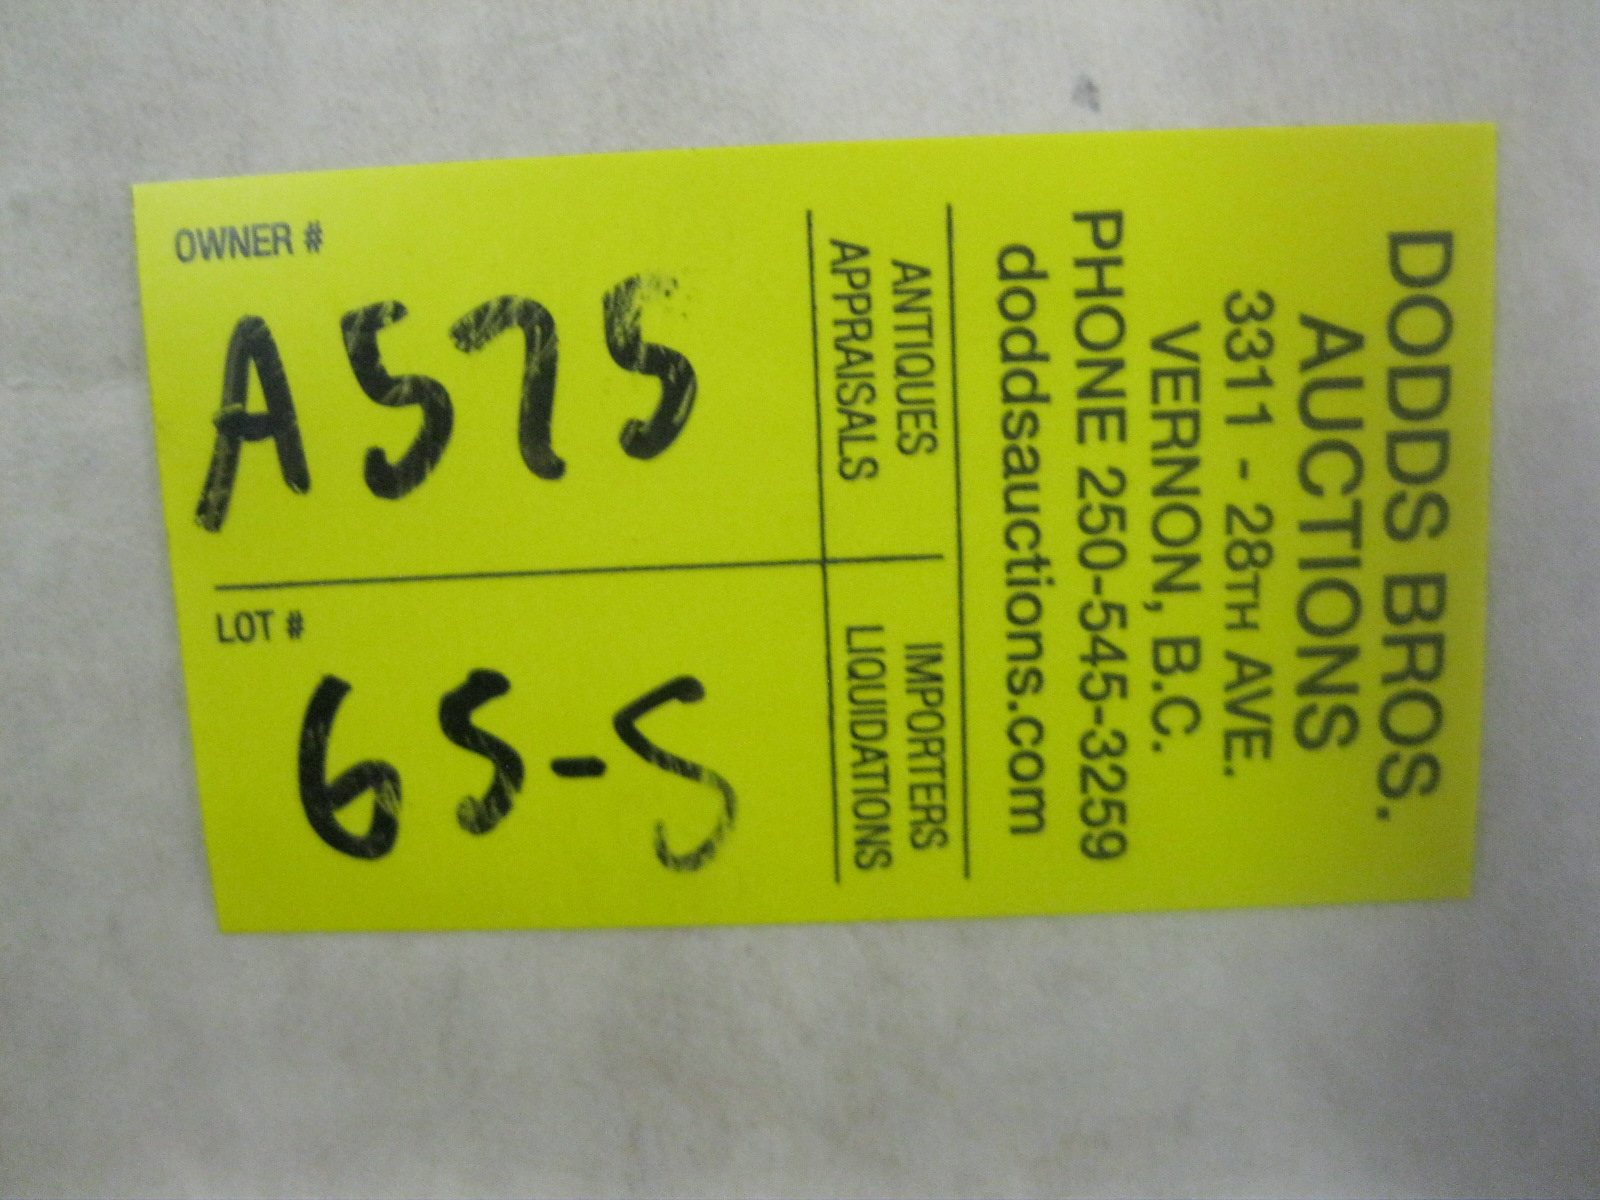 DODDS BROS.
AUCTIONS
3311 - 28TH AVE.
VERNON, B.C.
PHONE 250-545-3259
doddsauctions.com
ANTIQUES
APPRAISALS
IMPORTERS
LIQUIDATIONS
OWNER #
A575
LOT #
65-5